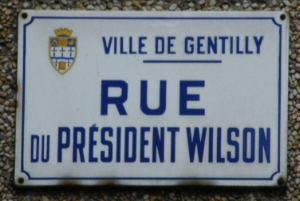 VILLE DE GENTILLY
RUE
DU PRÉSIDENT WILSON